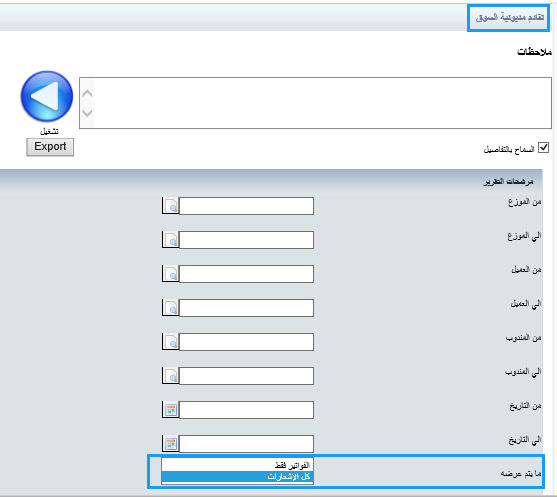 تقادم مديونية السوق
ملاحظات
تشغيل
Export
السماح بالتفاصيل
مرشحات التقرير
من الموزع
الي الموزع
من العميل
الي العميل
من المندوب
الي المندوب
من التاريخ
الي التاريخ
ما يتم عرضه
الفواتير فقط
كل الإشعارات